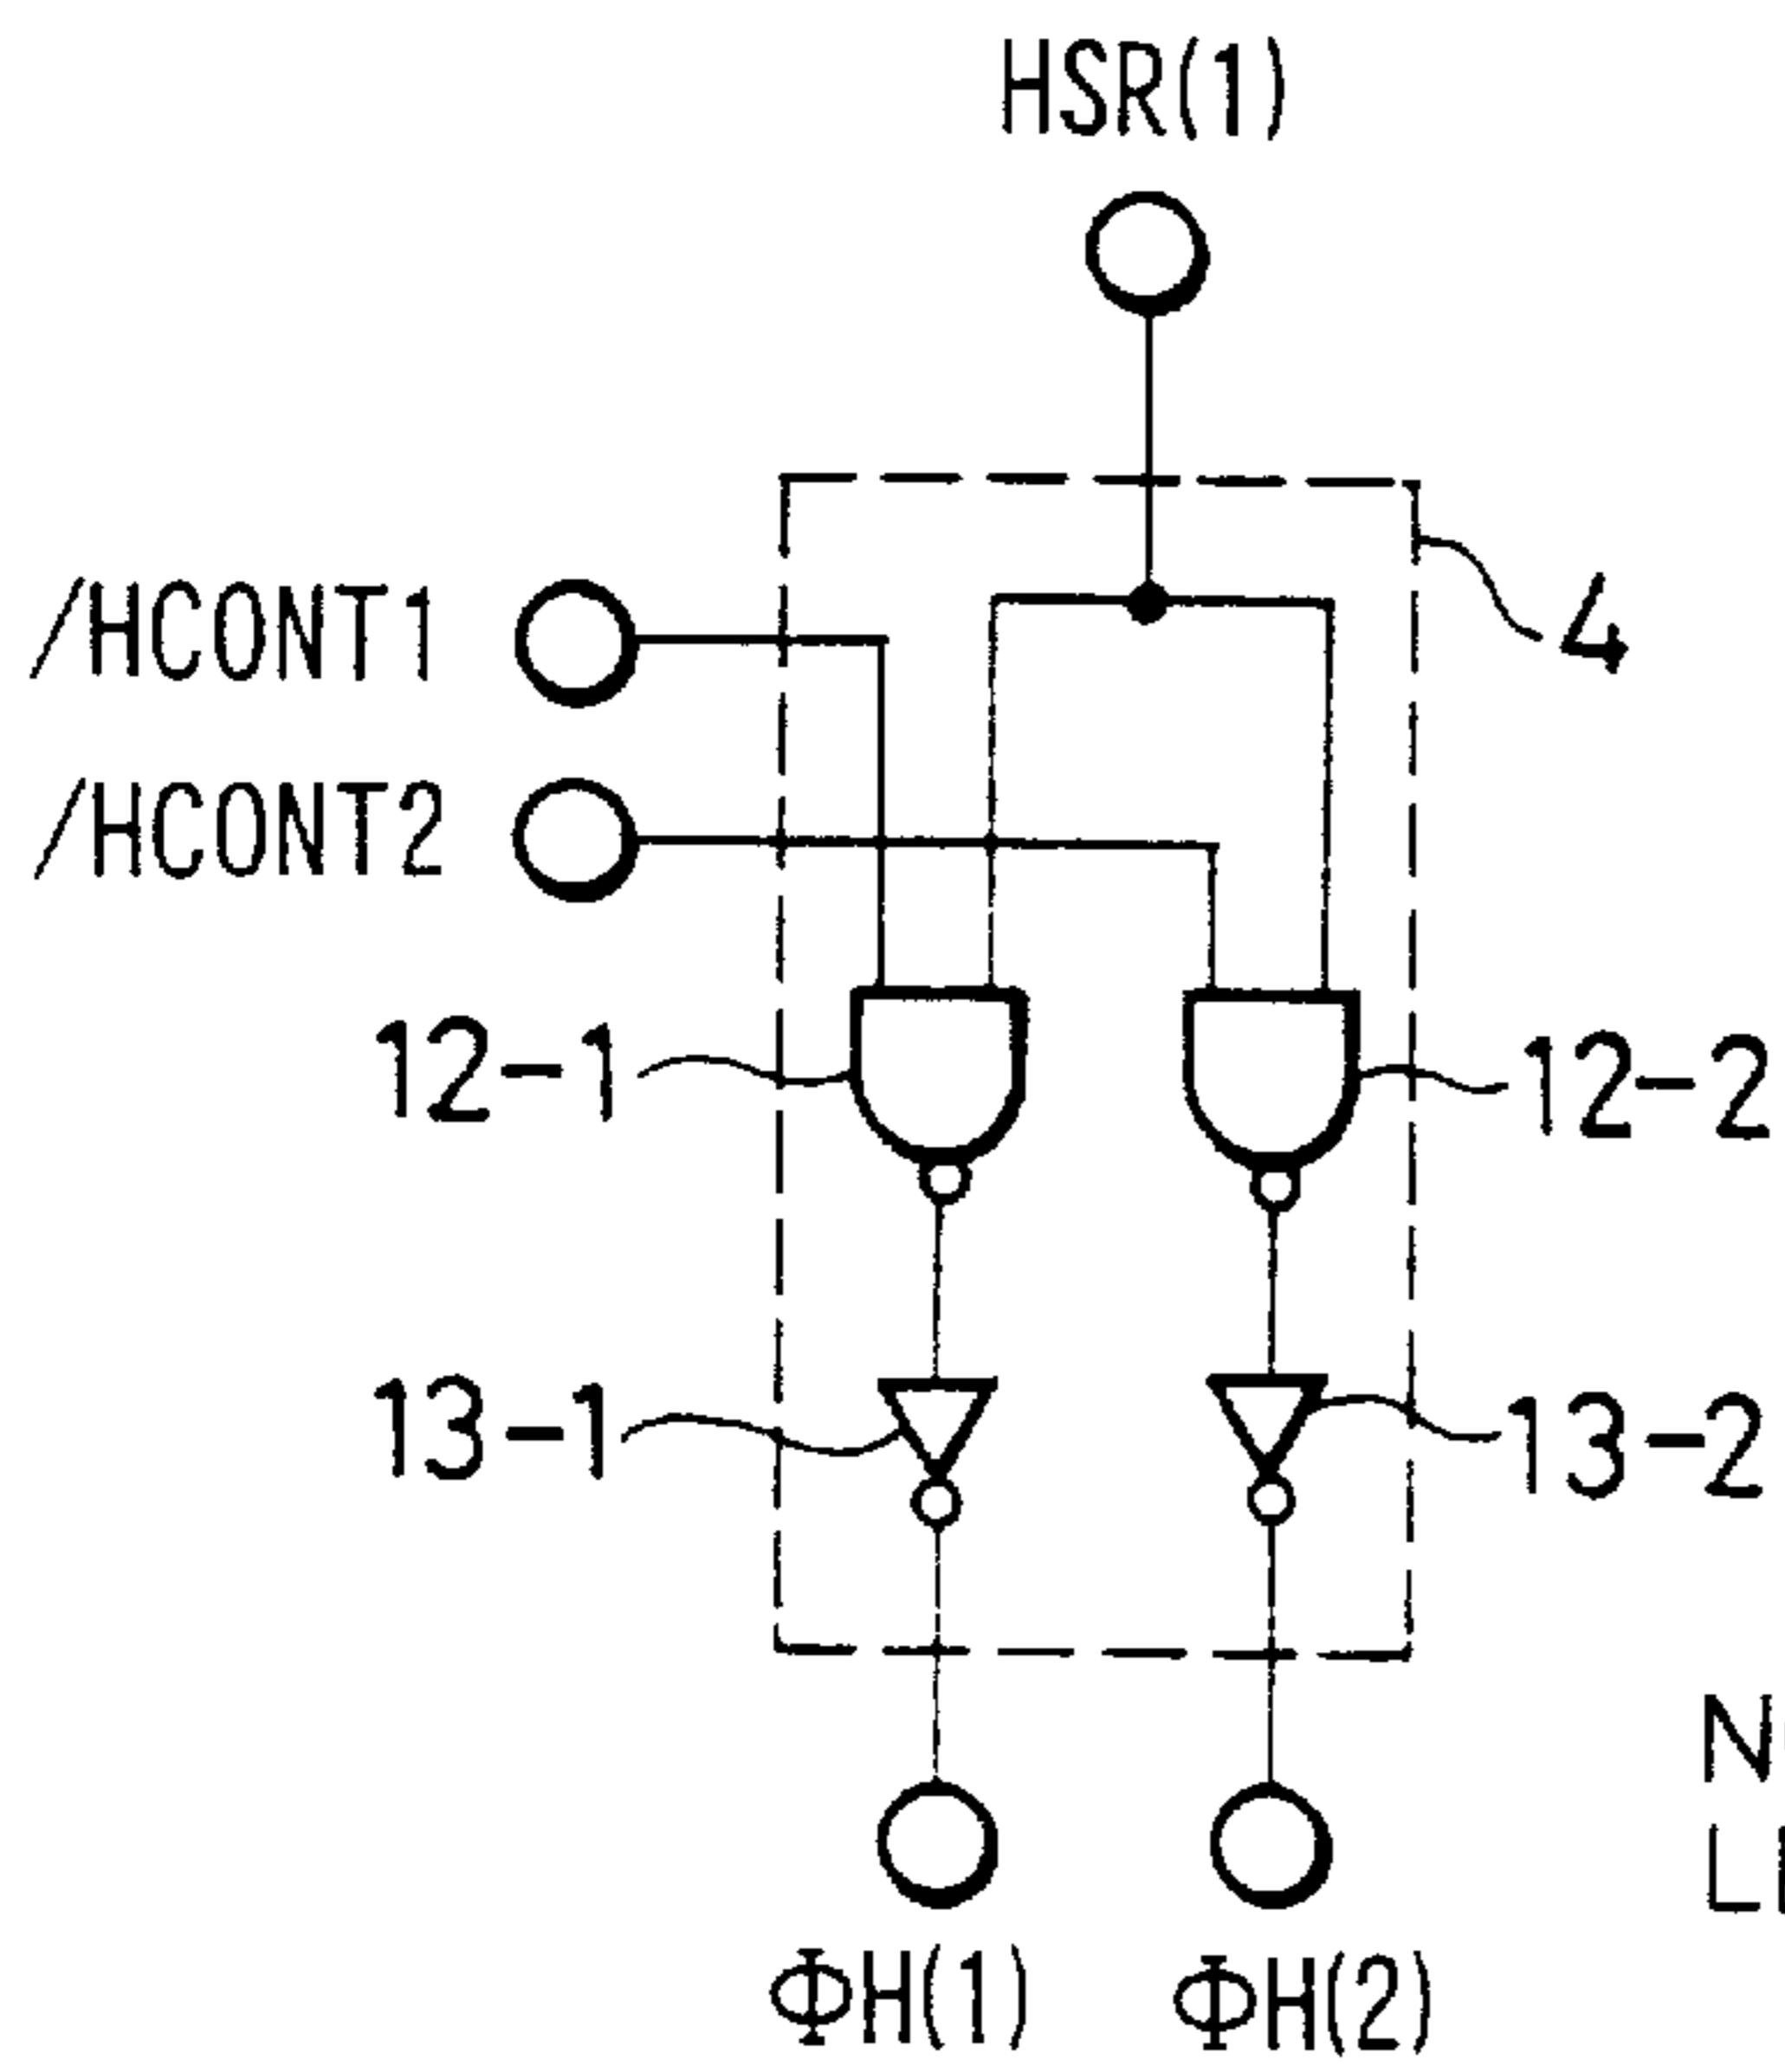 HSR(1)
/HCONT1
4
/HCONT2
12-1
12-2
13-1
13-2
ΦH(1)
ΦH(2)